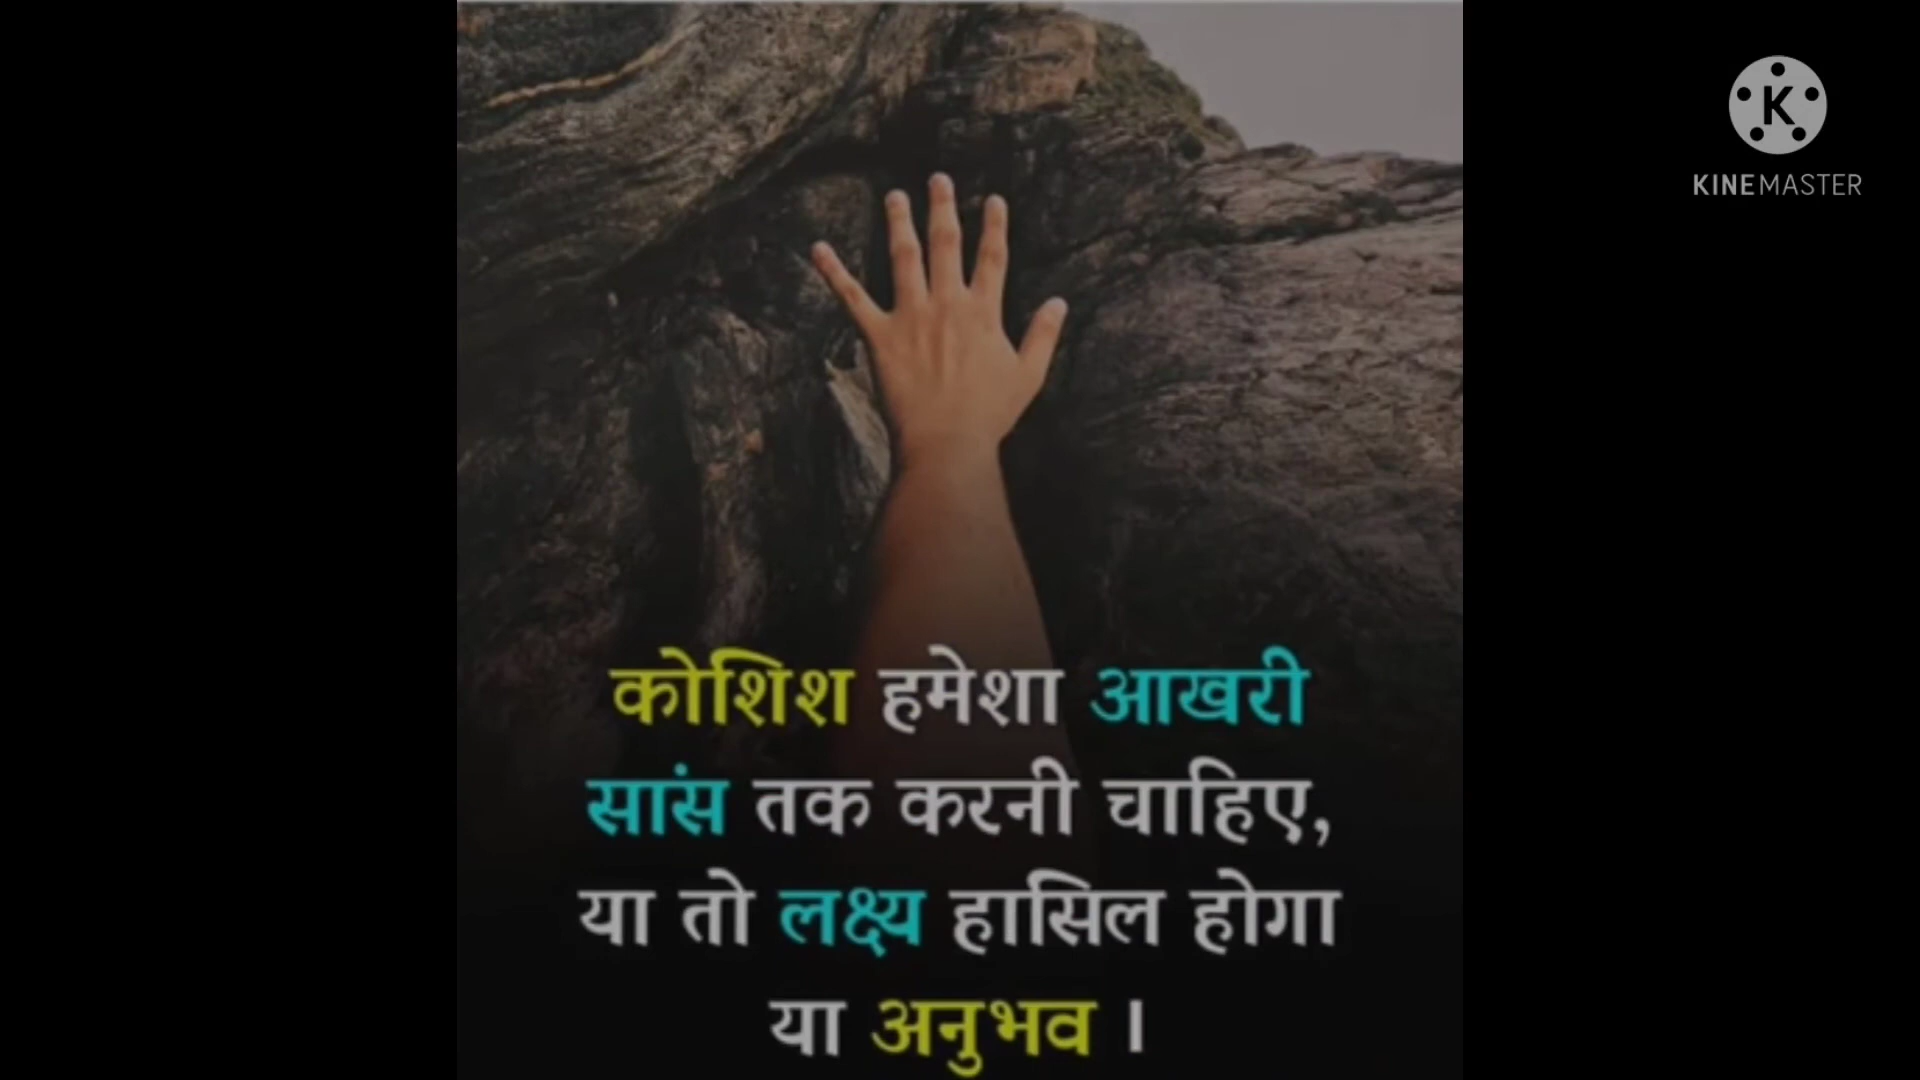 K
KINEMASTER
कोशिश हमेशा आखरी
सांस तक करनी चाहिए,
या तो लक्ष्य हासिल होगा
या अनुभव ।